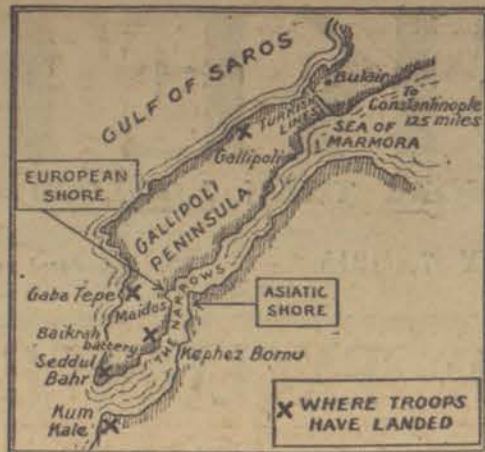 GULF OF SAROS
Bulair
To
Constantinople
125 miles
TURKISH
LINES
SEA OF
MARMORA
Gallipoli
EUROPEAN
SHORE
GALLIPOLI
PENINSULA
THE NARROWS
ASIATIC
SHORE
Gaba Tepe
Maidos
Baikrah
battery
Kephez Bornu
Seddul
Bahr
Kum
Kale
X WHERE TROOPS
HAVE LANDED